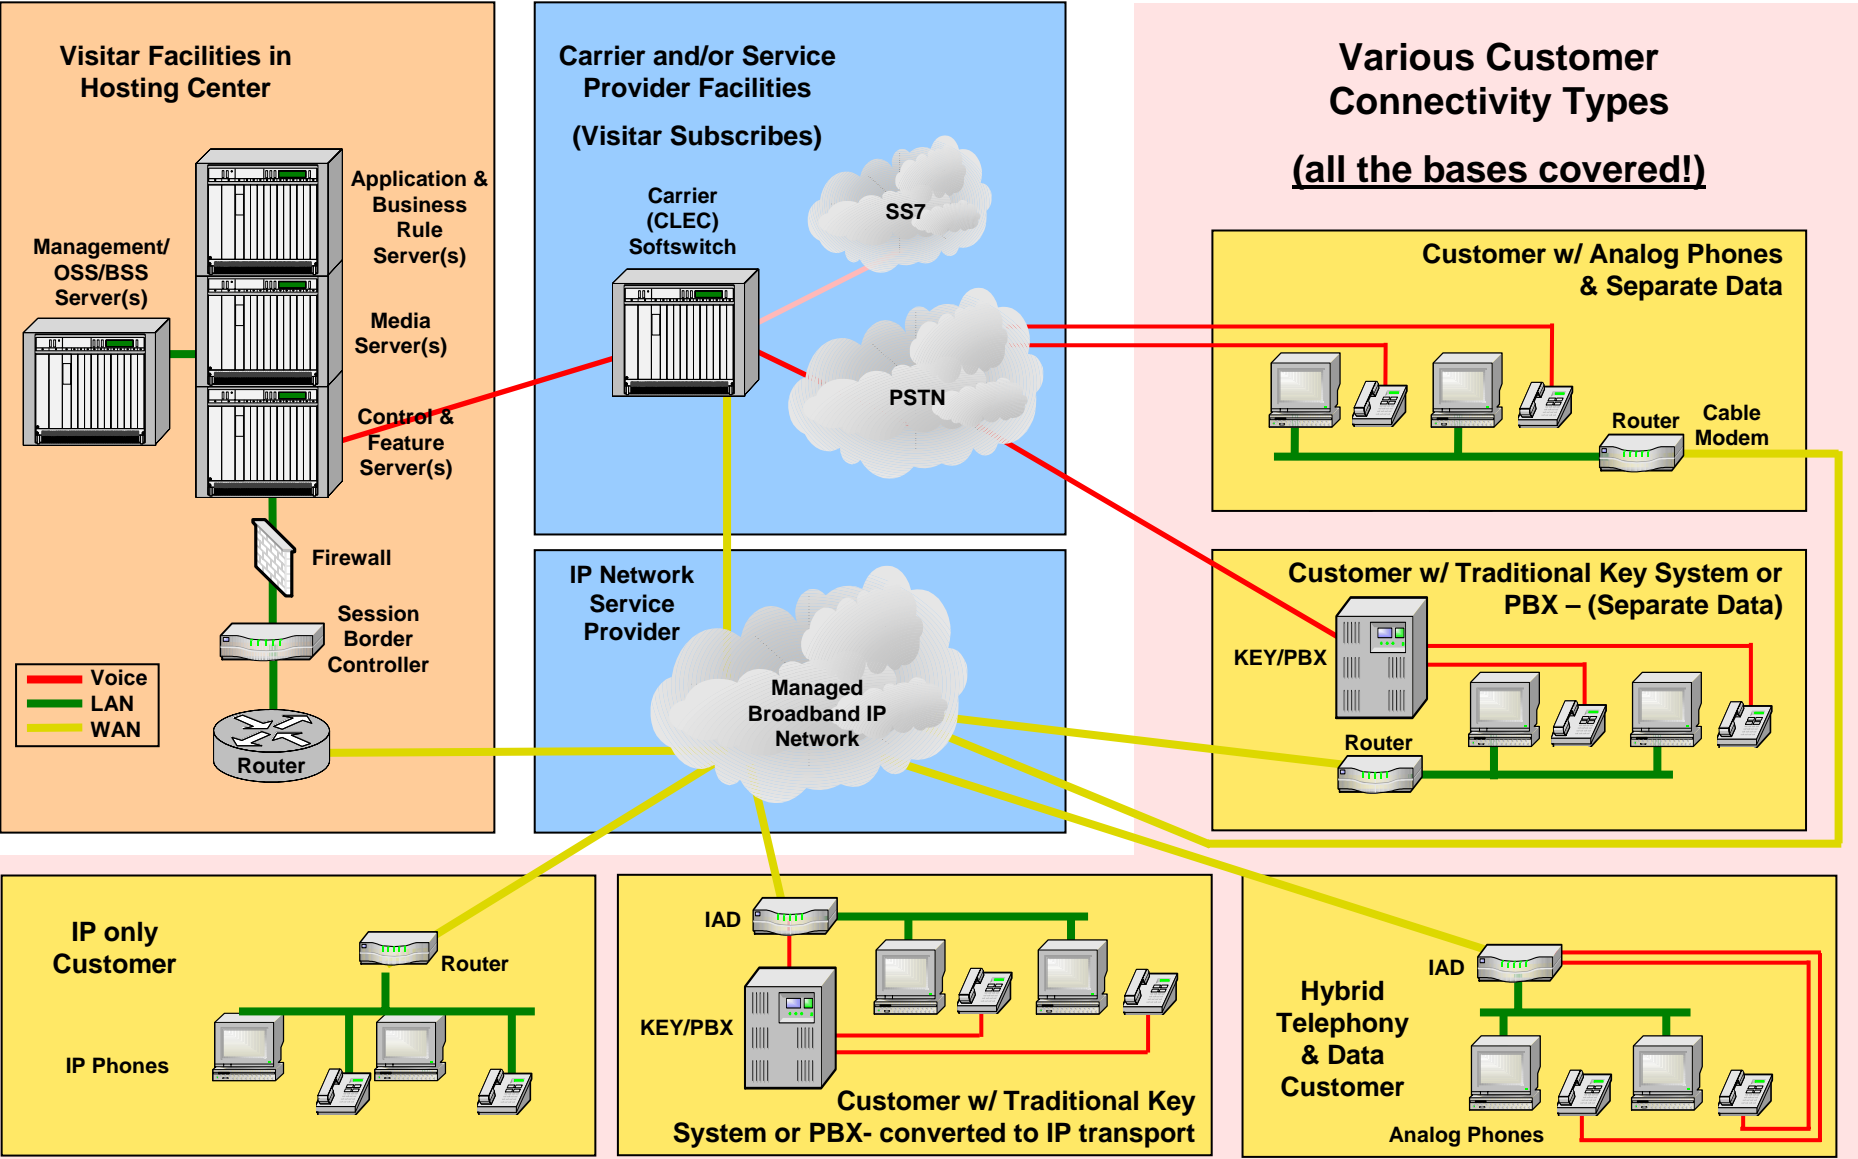 Visitar Facilities in
Hosting Center
Application &
Business
Rule
Server(s)
Management/
OSS/BSS
Server(s)
Media
Server(s)
Control &
Feature
Server(s)
Firewall
Session
Border
Controller
Voice
LAN
WAN
Router
Carrier and/or Service
Provider Facilities
(Visitar Subscribes)
Carrier
(CLEC)
Softswitch
SS7
PSTN
IP Network
Service
Provider
Managed
Broadband IP
Network
Various Customer
Connectivity Types
(all the bases covered!)
Customer w/ Analog Phones
& Separate Data
Router
Cable
Modem
Customer w/ Traditional Key System or
PBX – (Separate Data)
KEY/PBX
Router
IP only
Customer
Router
IP Phones
IAD
KEY/PBX
Customer w/ Traditional Key
System or PBX- converted to IP transport
IAD
Hybrid
Telephony
& Data
Customer
Analog Phones